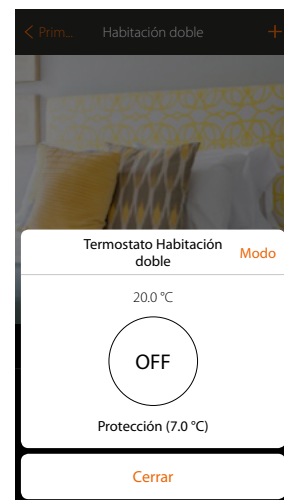 Prim... Habitación doble +
Termostato Habitación
doble
Modo
20.0 °C
OFF
Protección (7.0 °C)
Cerrar